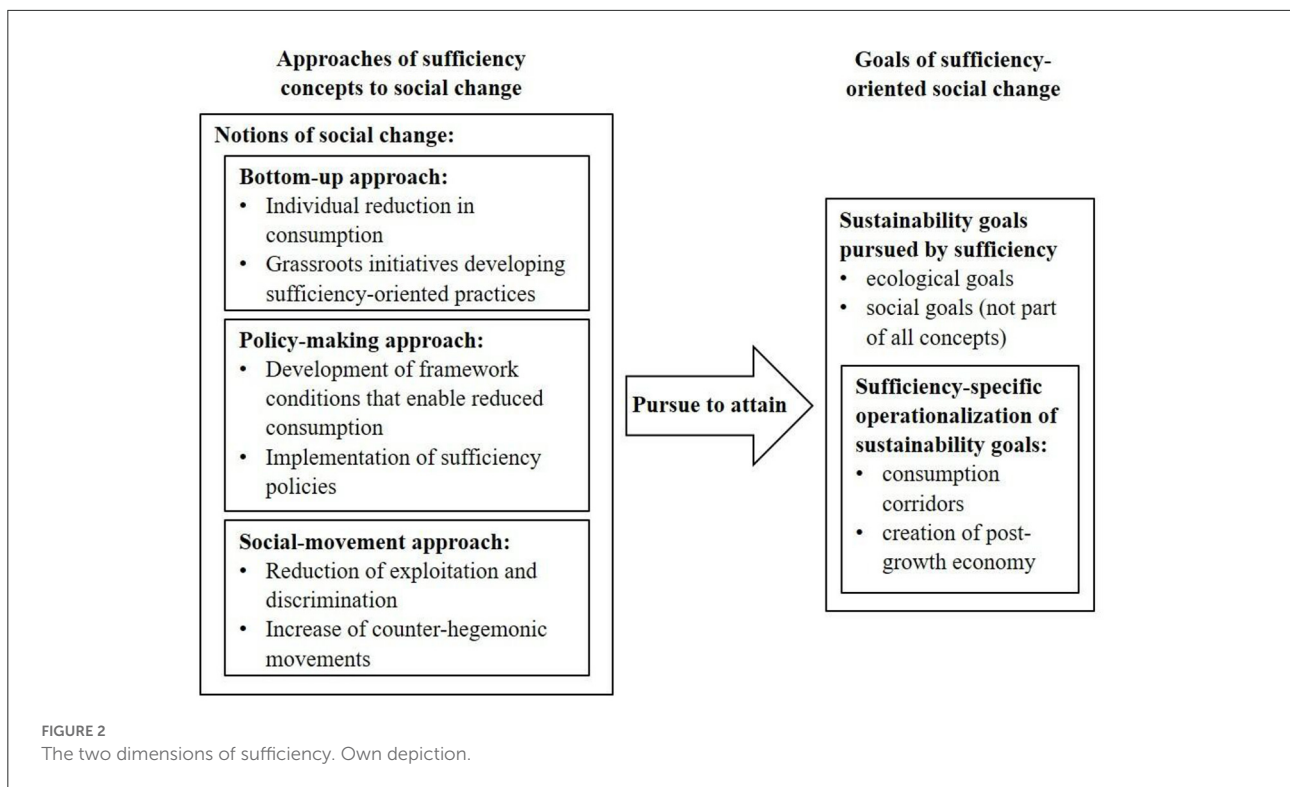 Approaches of sufficiency
concepts to social change
Notions of social change:
Bottom-up approach:
• Individual reduction in
consumption
• Grassroots initiatives developing
sufficiency-oriented practices
Policy-making approach:
• Development of framework
conditions that enable reduced
consumption
• Implementation of sufficiency
policies
Social-movement approach:
• Reduction of exploitation and
discrimination
• Increase of counter-hegemonic
movements
Pursue to attain
Goals of sufficiency-
oriented social change
Sustainability goals
pursued by sufficiency
• ecological goals
• social goals (not part
of all concepts)
Sufficiency-specific
operationalization of
sustainability goals:
• consumption
corridors
• creation of post-
growth economy
FIGURE 2
The two dimensions of sufficiency. Own depiction.